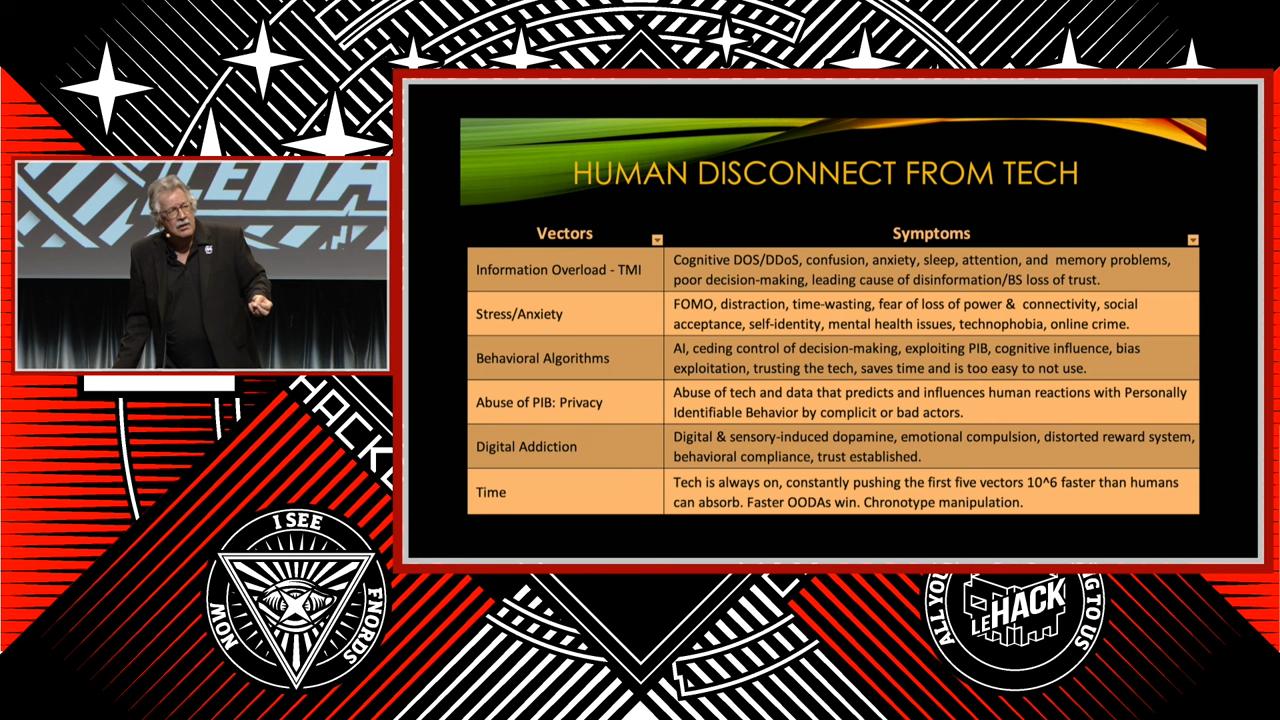 HUMAN DISCONNECT FROM TECH
Vectors
Symptoms
Information Overload - TMI
Cognitive DOS/DDoS, confusion, anxiety, sleep, attention, and memory problems,
poor decision-making, leading cause of disinformation/BS loss of trust.
Stress/Anxiety
FOMO, distraction, time-wasting, fear of loss of power & connectivity, social
acceptance, self-identity, mental health issues, technophobia, online crime.
Behavioral Algorithms
AI, ceding control of decision-making, exploiting PIB, cognitive influence, bias
exploitation, trusting the tech, saves time and is too easy to not use.
Abuse of PIB: Privacy
Abuse of tech and data that predicts and influences human reactions with Personally
Identifiable Behavior by complicit or bad actors.
Digital Addiction
Digital & sensory-induced dopamine, emotional compulsion, distorted reward system,
behavioral compliance, trust established.
Time
Tech is always on, constantly pushing the first five vectors 10^6 faster than humans
can absorb. Faster OODAs win. Chronotype manipulation.
HACK
NOW
I SEE
FNORDS
ALL YOU
LEHACK
TO US